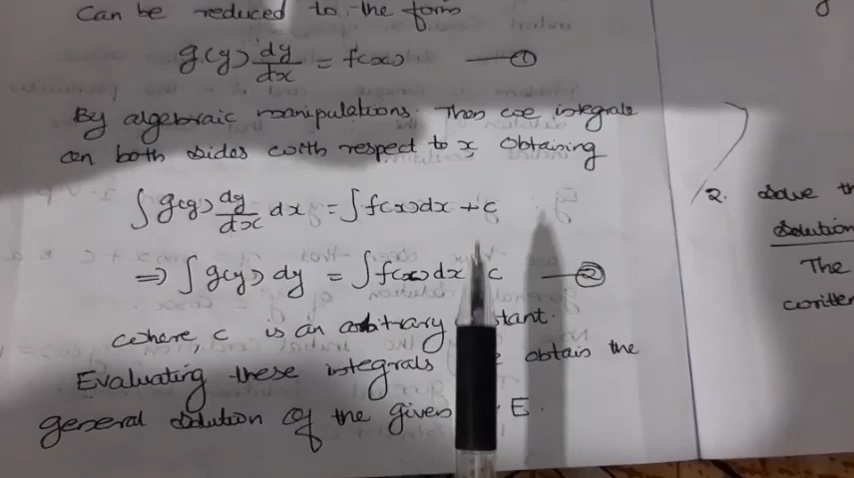 Can be reduced to the form
g(y) dy/dx = f(x) —①
By algebraic manipulations. Then we integrate
on both sides with respect to x, obtaining
∫ g(y) dy/dx dx = ∫ f(x) dx + c
⇒ ∫ g(y) dy = ∫ f(x) dx c —②
where, c is an arbitrary stant.
Evaluating these integrals obtain the
general solution of the given E.
12. Solve th
Solution
The
written